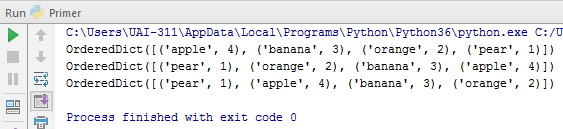 Run Primer
C:\Users\UAI-311\AppData\Local\Programs\Python\Python36\python.exe C:/U
OrderedDict([('apple', 4), ('banana', 3), ('orange', 2), ('pear', 1)])
OrderedDict([('pear', 1), ('orange', 2), ('banana', 3), ('apple', 4)])
OrderedDict([('pear', 1), ('apple', 4), ('banana', 3), ('orange', 2)])
Process finished with exit code 0